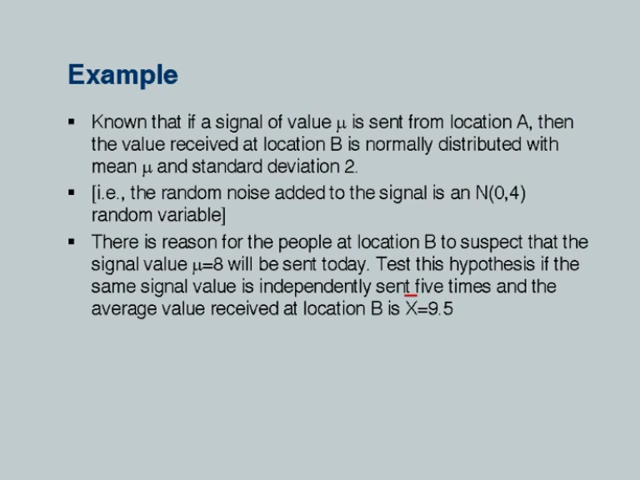 Example
▪ Known that if a signal of value μ is sent from location A, then
the value received at location B is normally distributed with
mean μ and standard deviation 2.
▪ [i.e., the random noise added to the signal is an N(0,4)
random variable]
▪ There is reason for the people at location B to suspect that the
signal value μ=8 will be sent today. Test this hypothesis if the
same signal value is independently sent five times and the
average value received at location B is X̅=9.5